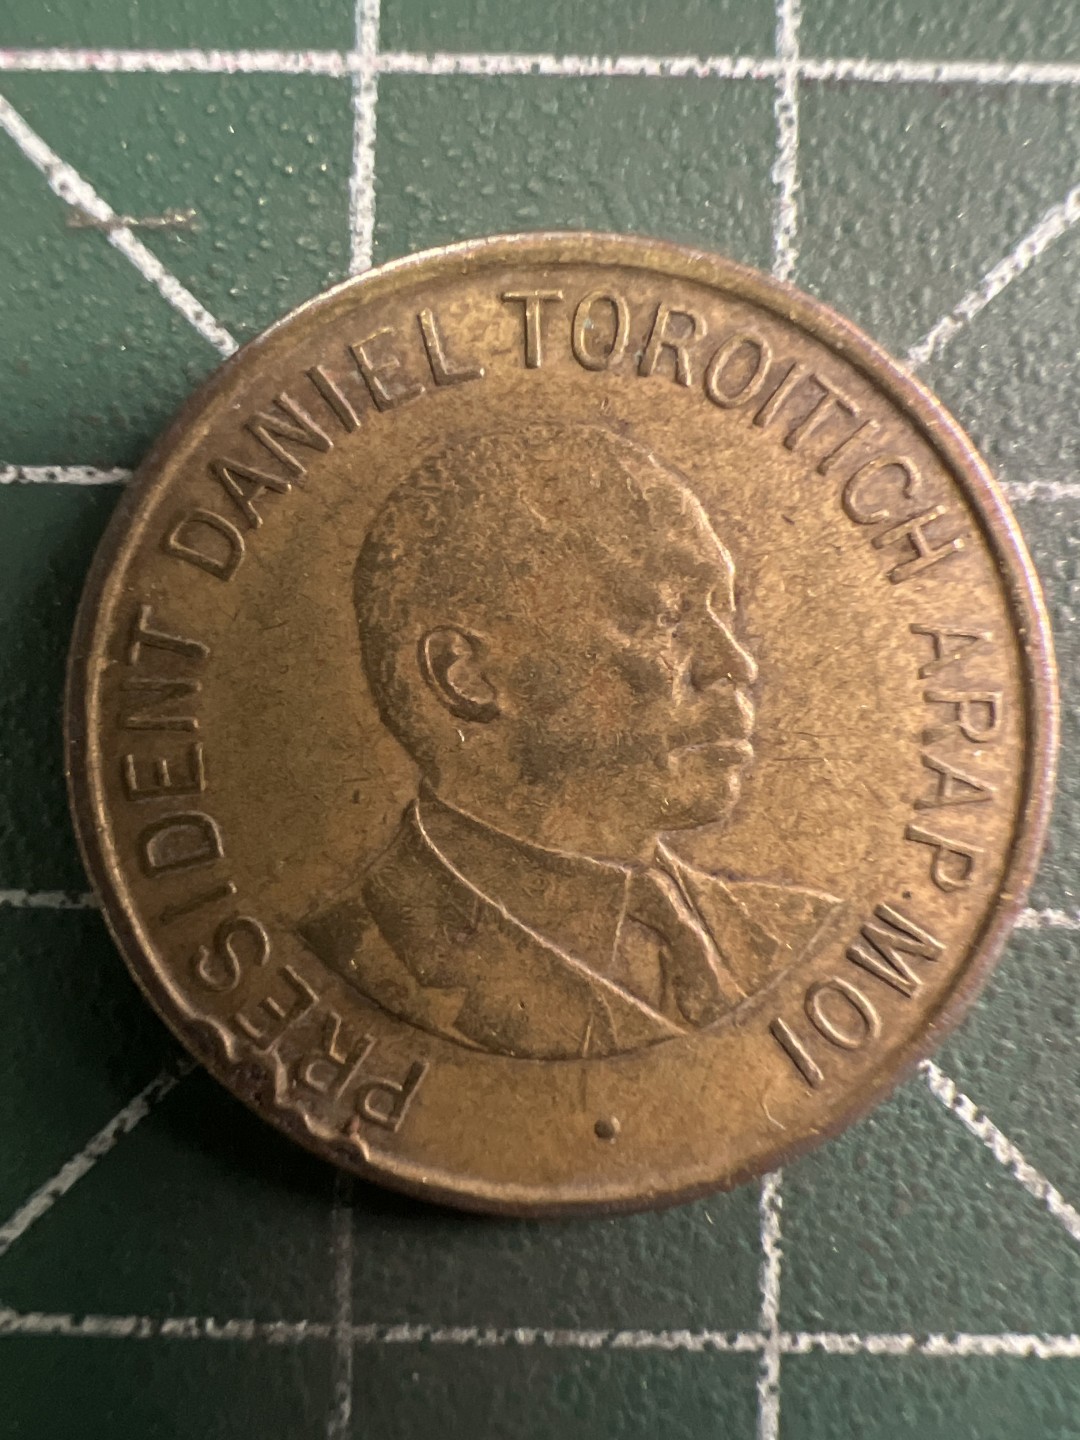 PRESIDENT DANIEL TOROITICH ARAP · MOI